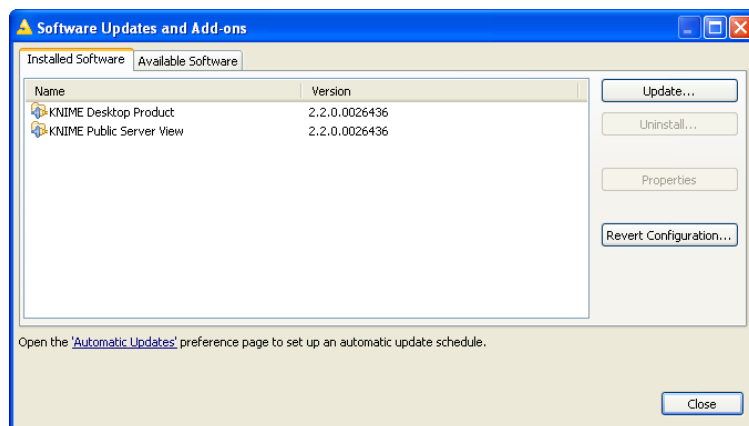 Software Updates and Add-ons
Installed Software Available Software
Name Version
KNIME Desktop Product 2.2.0.0026436
KNIME Public Server View 2.2.0.0026436
Update...
Uninstall...
Properties
Revert Configuration...
Open the 'Automatic Updates' preference page to set up an automatic update schedule.
Close